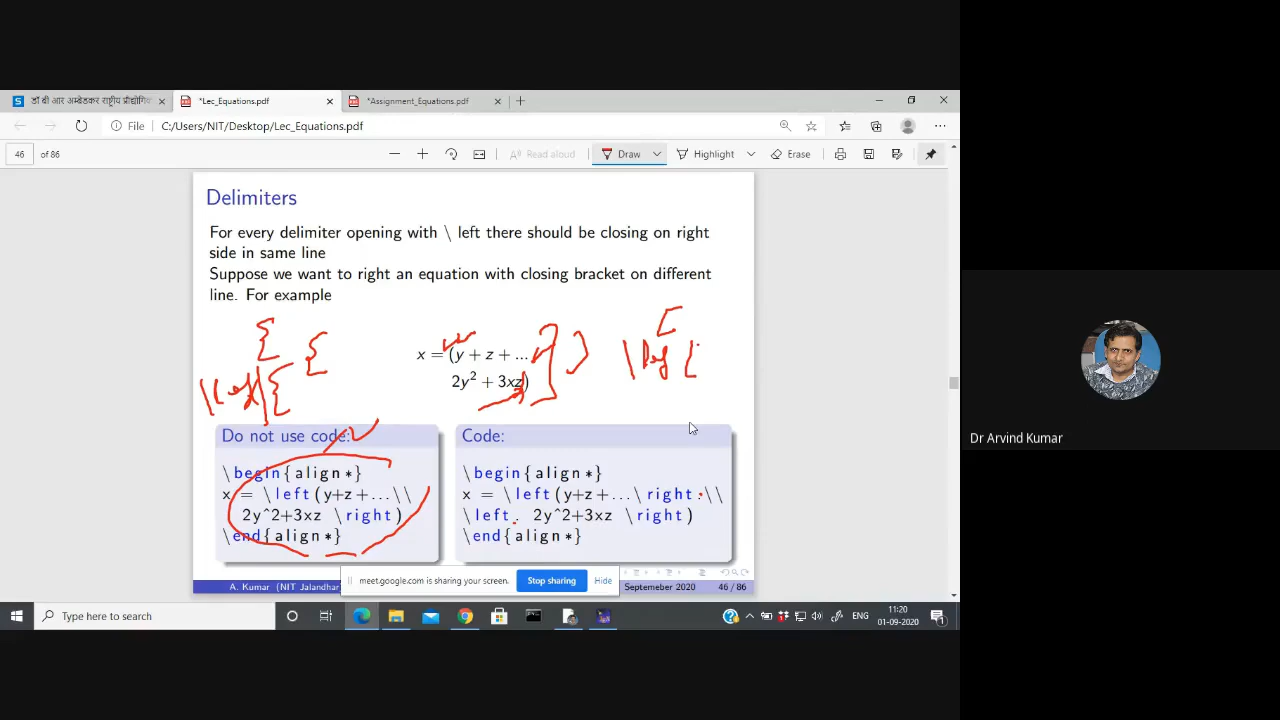 डॉ बी आर अम्बेडकर राष्ट्रीय प्रौद्योगिक
*Lec_Equations.pdf
*Assignment_Equations.pdf
File
C:/Users/NIT/Desktop/Lec_Equations.pdf
46
of 86
Read aloud
Draw
Highlight
Erase
Delimiters
For every delimiter opening with \ left there should be closing on right
side in same line
Suppose we want to right an equation with closing bracket on different
line. For example
x = (y + z + ...
2y² + 3xz)
Do not use code:
\begin{align*}
x = \left(y+z+...\\
2y^2+3xz \right)
\end{align*}
Code:
\begin{align*}
x = \left(y+z+...\right.\\
\left. 2y^2+3xz \right)
\end{align*}
A. Kumar (NIT Jalandhar
Septemeber 2020
46 / 86
meet.google.com is sharing your screen.
Stop sharing
Hide
Type here to search
ENG
11:20
01-09-2020
1
Dr Arvind Kumar